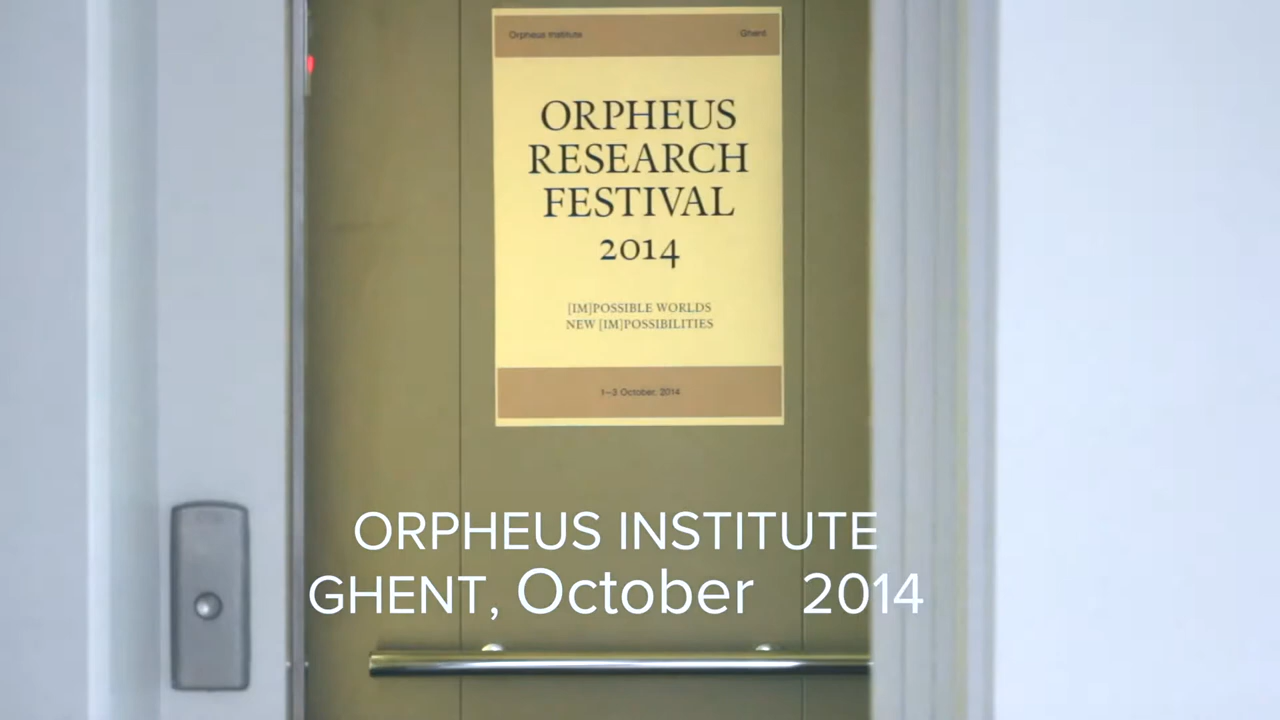 Orpheus Institute Ghent
ORPHEUS
RESEARCH
FESTIVAL
2014
[IM]POSSIBLE WORLDS
NEW [IM]POSSIBILITIES
1–3 October, 2014
ORPHEUS INSTITUTE
GHENT, October 2014